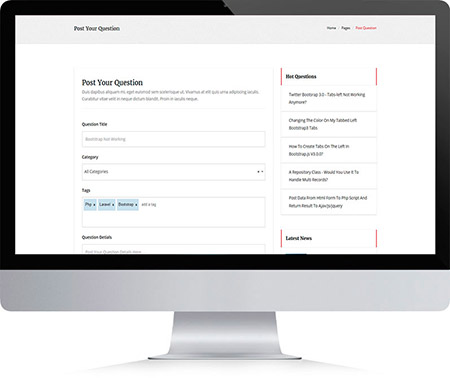 Post Your Question
Home | Pages | Post Question
Post Your Question
Duis dapibus aliquam mi, eget euismod sem scelerisque ut. Vivamus at elit quis urna adipiscing iaculis.
Curabitur vitae velit in neque dictum blandit. Proin in iaculis neque.
Question Title
Bootstrap Not Working
Category
All Categories
Tags
Php x Laravel x Bootstrap x add a tag
Question Details
Post Your Question Details Here
Hot Questions
Twitter Bootstrap 3.0 - Tabs left Not Working
Anymore?
Changing The Color On My Tabbed Left
Bootstrap3 Tabs
How To Create Tabs On The Left In
Bootstrap.js V3.0.0?
A Repository Class - Would You Use It To
Handle Multi Records?
Post Data From Html Form To Php Script And
Return Result To Ajax/jquery
Latest News